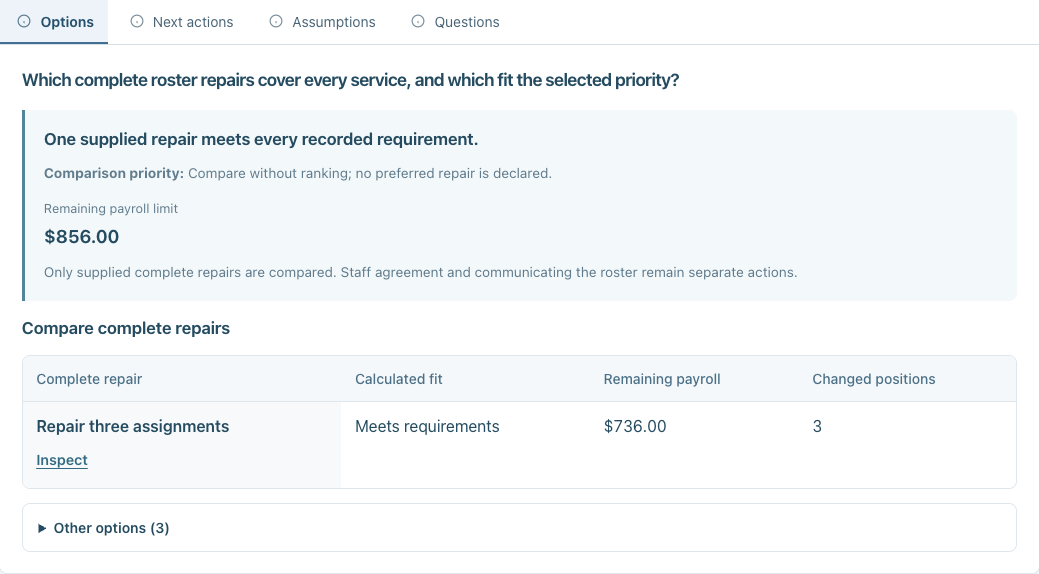 Options
Next actions
Assumptions
Questions
Which complete roster repairs cover every service, and which fit the selected priority?
One supplied repair meets every recorded requirement.
Comparison priority: Compare without ranking; no preferred repair is declared.
Remaining payroll limit
$856.00
Only supplied complete repairs are compared. Staff agreement and communicating the roster remain separate actions.
Compare complete repairs
Complete repair
Calculated fit
Remaining payroll
Changed positions
Repair three assignments
Meets requirements
$736.00
3
Inspect
Other options (3)